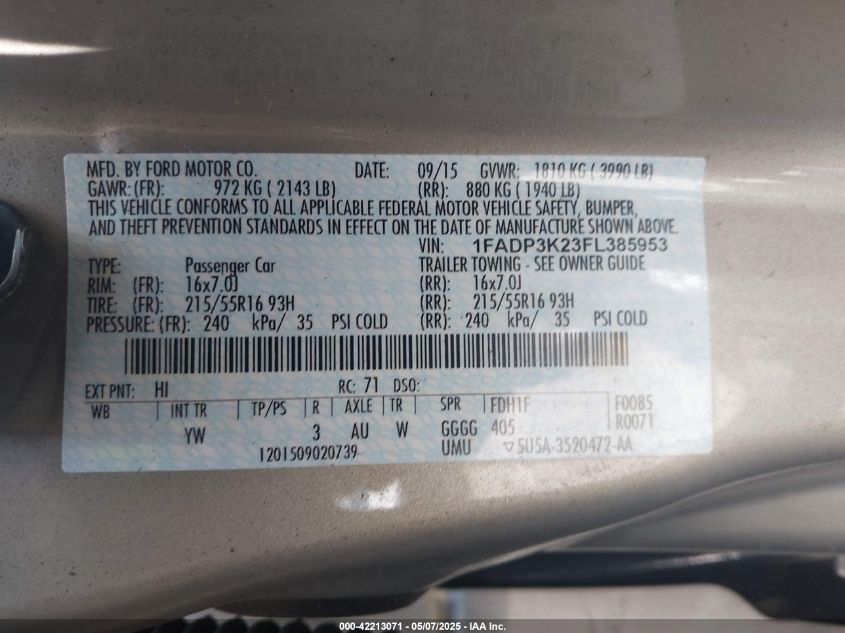 MFD. BY FORD MOTOR CO. DATE: 09/15 GVWR: 1810 KG ( 3990 LB)
GAWR: (FR): 972 KG ( 2143 LB) (RR): 880 KG ( 1940 LB)
THIS VEHICLE CONFORMS TO ALL APPLICABLE FEDERAL MOTOR VEHICLE SAFETY, BUMPER,
AND THEFT PREVENTION STANDARDS IN EFFECT ON THE DATE OF MANUFACTURE SHOWN ABOVE.
VIN: 1FADP3K23FL385953
TYPE: Passenger Car TRAILER TOWING - SEE OWNER GUIDE
RIM: (FR): 16x7.0J (RR): 16x7.0J
TIRE: (FR): 215/55R16 93H (RR): 215/55R16 93H
PRESSURE: (FR): 240 kPa/ 35 PSI COLD (RR): 240 kPa/ 35 PSI COLD
EXT PNT: HI RC: 71 DSO:
WB INT TR TP/PS R AXLE TR SPR FDH1F F0085
YW 3 AU W GGGG 405 R0071
1201509020739 UMU ▽5U5A-3520472-AA
000-42213071 - 05/07/2025 - IAA Inc.